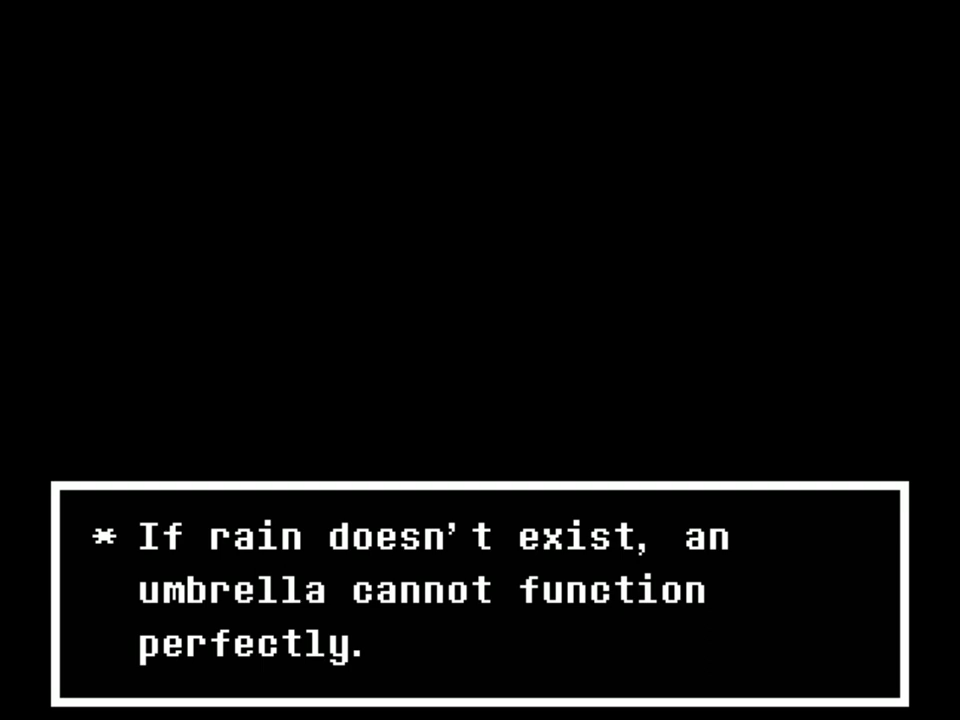 * If rain doesn't exist, an
umbrella cannot function
perfectly.